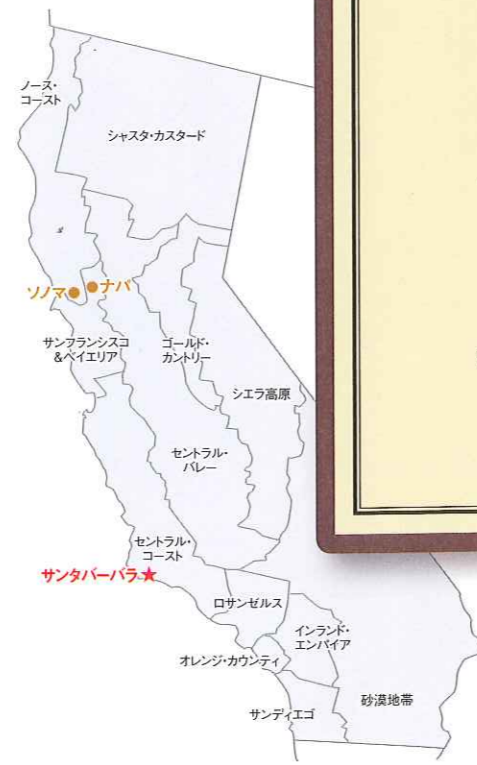 ノース・
コースト
シャスタ・カスタード
ソノマ
ナパ
サンフランシスコ
&ベイエリア
ゴールド・
カントリー
シエラ高原
セントラル・
バレー
セントラル・
コースト
サンタバーバラ★
ロサンゼルス
インランド・
エンパイア
オレンジ・カウンティ
サンディエゴ
砂漠地帯